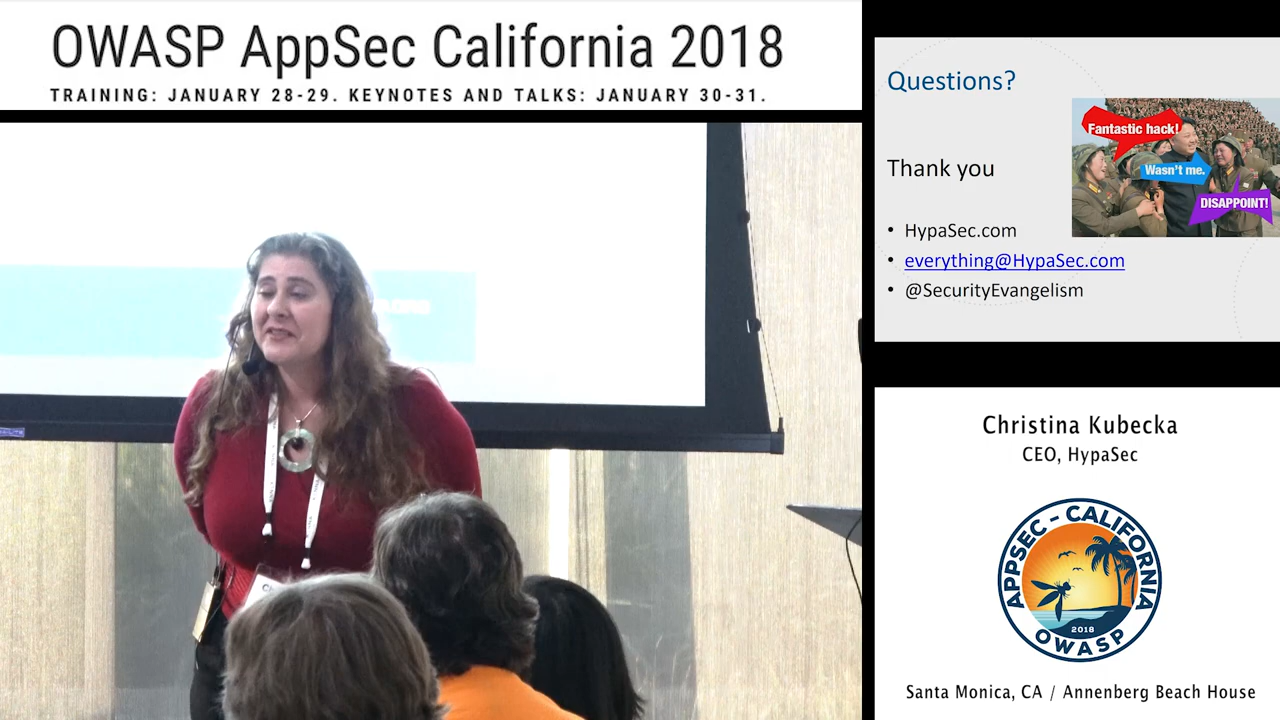 OWASP AppSec California 2018
TRAINING: JANUARY 28-29. KEYNOTES AND TALKS: JANUARY 30-31.
Questions?
Fantastic hack!
Wasn't me.
DISAPPOINT!
Thank you
• HypaSec.com
• everything@HypaSec.com
• @SecurityEvangelism
Christina Kubecka
CEO, HypaSec
APPSEC - CALIFORNIA
2018
OWASP
Santa Monica, CA / Annenberg Beach House